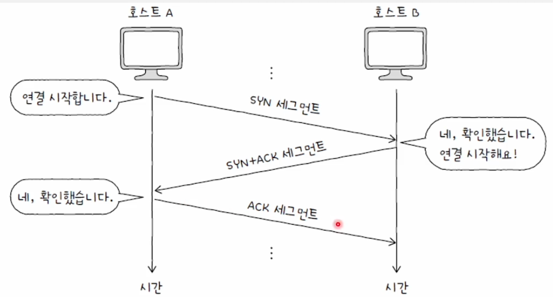 호스트 A
호스트 B
연결 시작합니다.
SYN 세그먼트
네, 확인했습니다.
연결 시작해요!
SYN+ACK 세그먼트
네, 확인했습니다.
ACK 세그먼트
시간
시간